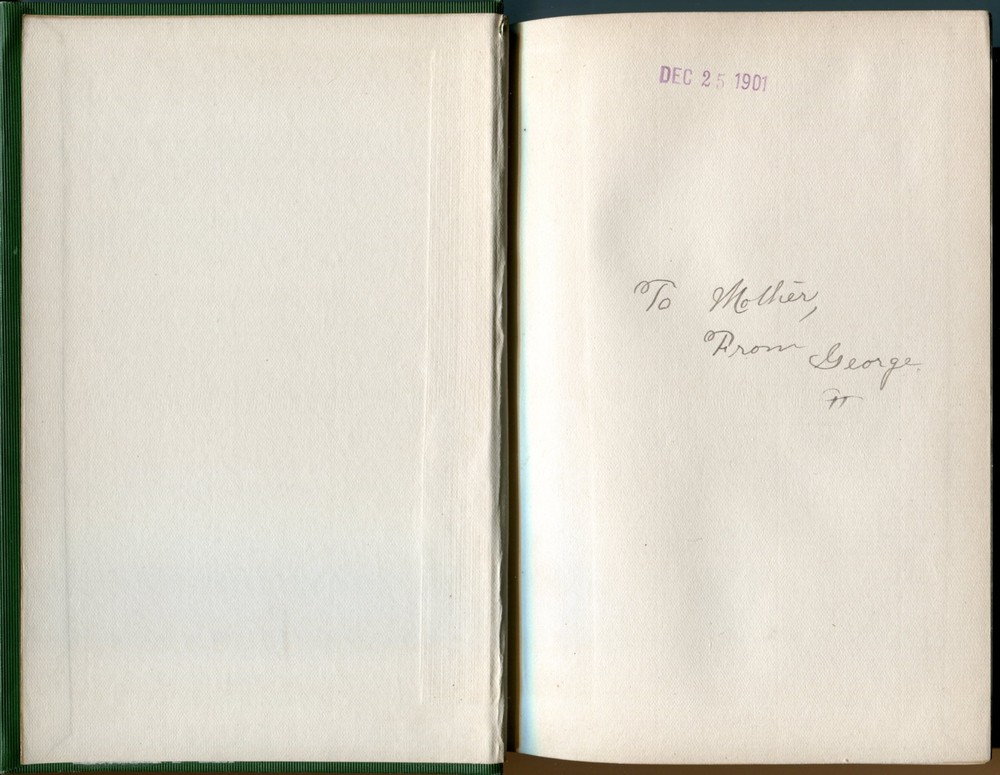 DEC 25 1901
To Mother,
From George.